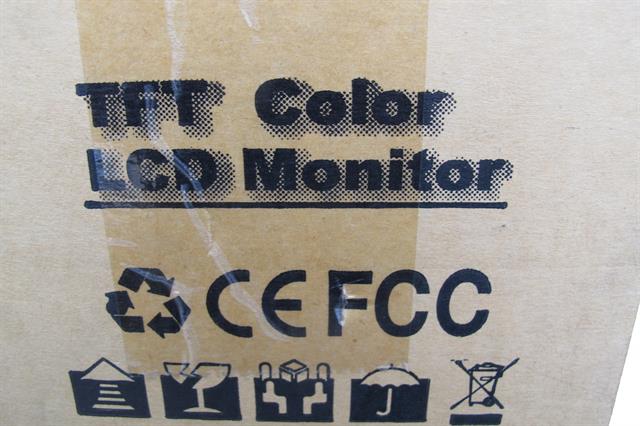 TFT Color
LCD Monitor
CE FCC